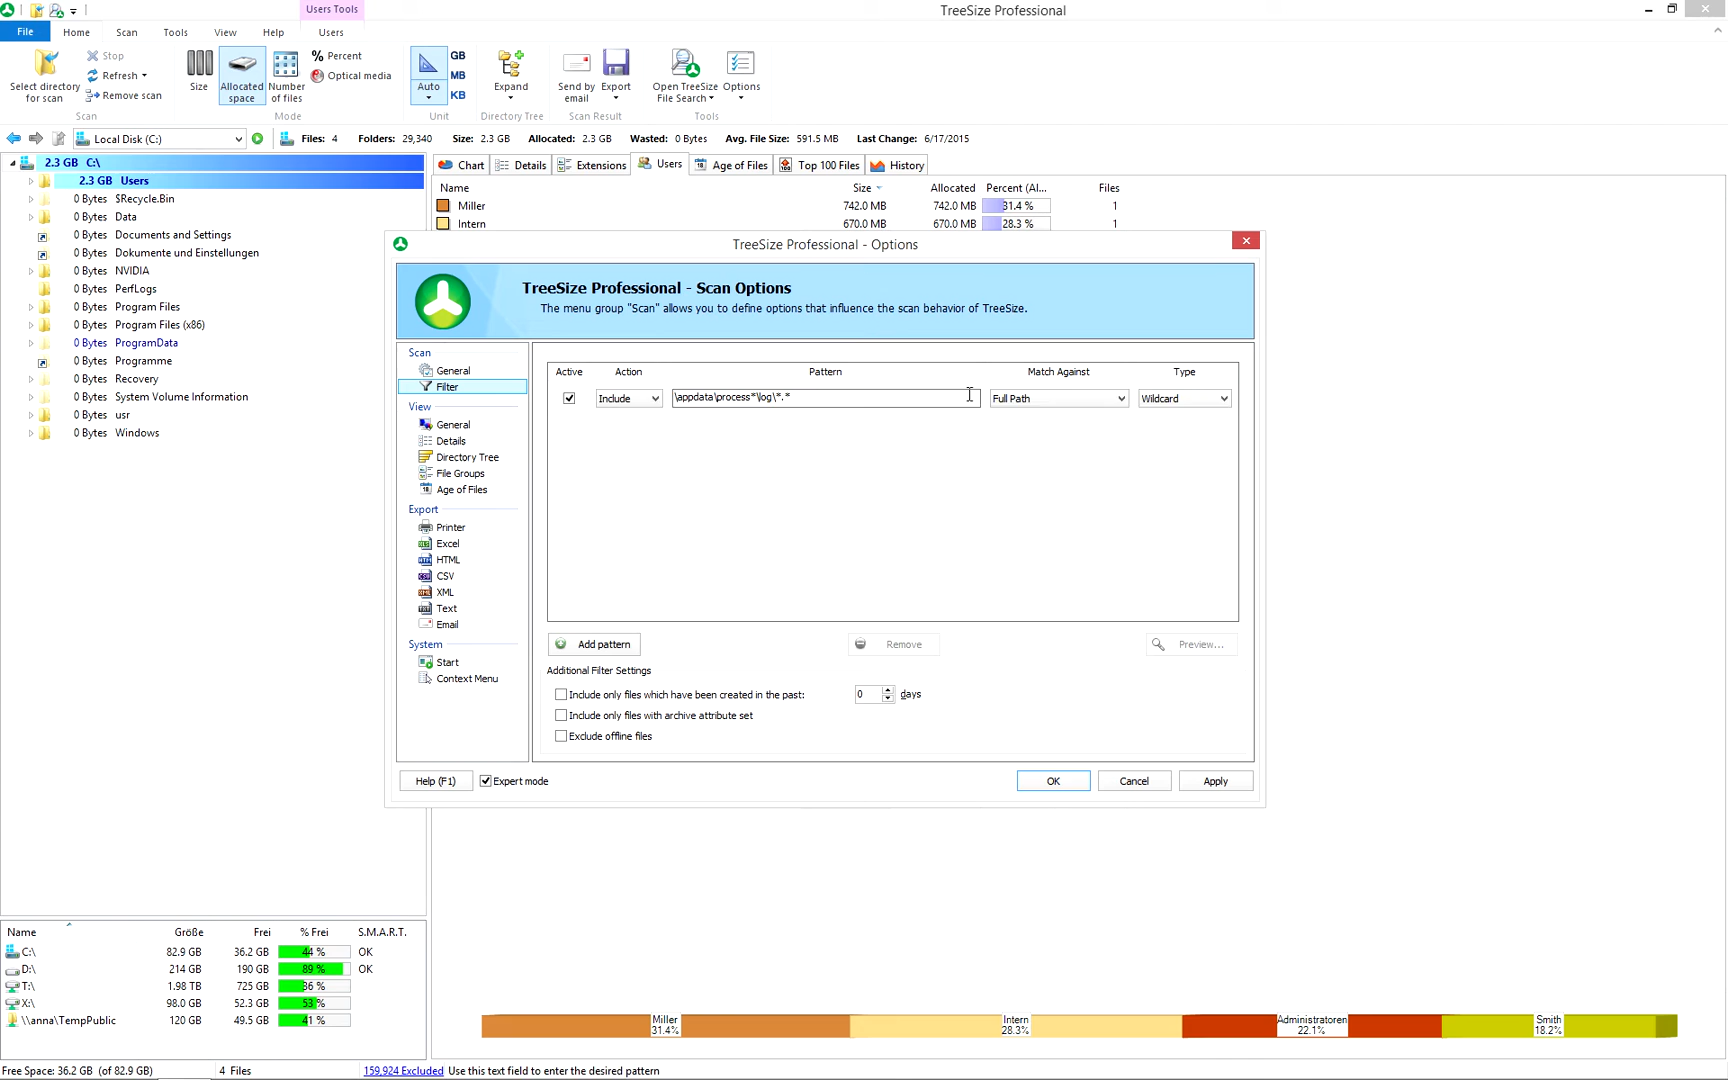 Users Tools
TreeSize Professional
File Home Scan Tools View Help Users
Select directory for scan
Stop
Refresh
Remove scan
Scan
Size
Allocated space
Number of files
Percent
Optical media
Mode
Auto
GB
MB
KB
Unit
Expand
Directory Tree
Send by email
Export
Scan Result
Open TreeSize File Search
Options
Tools
Local Disk (C:)
Files: 4 Folders: 29,340 Size: 2.3 GB Allocated: 2.3 GB Wasted: 0 Bytes Avg. File Size: 591.5 MB Last Change: 6/17/2015
2.3 GB C:\
2.3 GB Users
0 Bytes $Recycle.Bin
0 Bytes Data
0 Bytes Documents and Settings
0 Bytes Dokumente und Einstellungen
0 Bytes NVIDIA
0 Bytes PerfLogs
0 Bytes Program Files
0 Bytes Program Files (x86)
0 Bytes ProgramData
0 Bytes Programme
0 Bytes Recovery
0 Bytes System Volume Information
0 Bytes usr
0 Bytes Windows
Chart Details Extensions Users Age of Files Top 100 Files History
Name Size Allocated Percent (Al... Files
Miller 742.0 MB 742.0 MB 31.4 % 1
Intern 670.0 MB 670.0 MB 28.3 % 1
TreeSize Professional - Options
TreeSize Professional - Scan Options
The menu group "Scan" allows you to define options that influence the scan behavior of TreeSize.
Scan
General
Filter
View
General
Details
Directory Tree
File Groups
Age of Files
Export
Printer
Excel
HTML
CSV
XML
Text
Email
System
Start
Context Menu
Active Action Pattern Match Against Type
Include \appdata\process*\log\*.* Full Path Wildcard
Add pattern Remove Preview...
Additional Filter Settings
Include only files which have been created in the past: 0 days
Include only files with archive attribute set
Exclude offline files
Help (F1) Expert mode OK Cancel Apply
Name Größe Frei % Frei S.M.A.R.T.
C:\ 82.9 GB 36.2 GB 44 % OK
D:\ 214 GB 190 GB 89 % OK
T:\ 1.98 TB 725 GB 36 %
X:\ 98.0 GB 52.3 GB 53 %
\\anna\TempPublic 120 GB 49.5 GB 41 %
Miller 31.4%
Intern 28.3%
Administratoren 22.1%
Smith 18.2%
Free Space: 36.2 GB (of 82.9 GB) 4 Files 159,924 Excluded Use this text field to enter the desired pattern